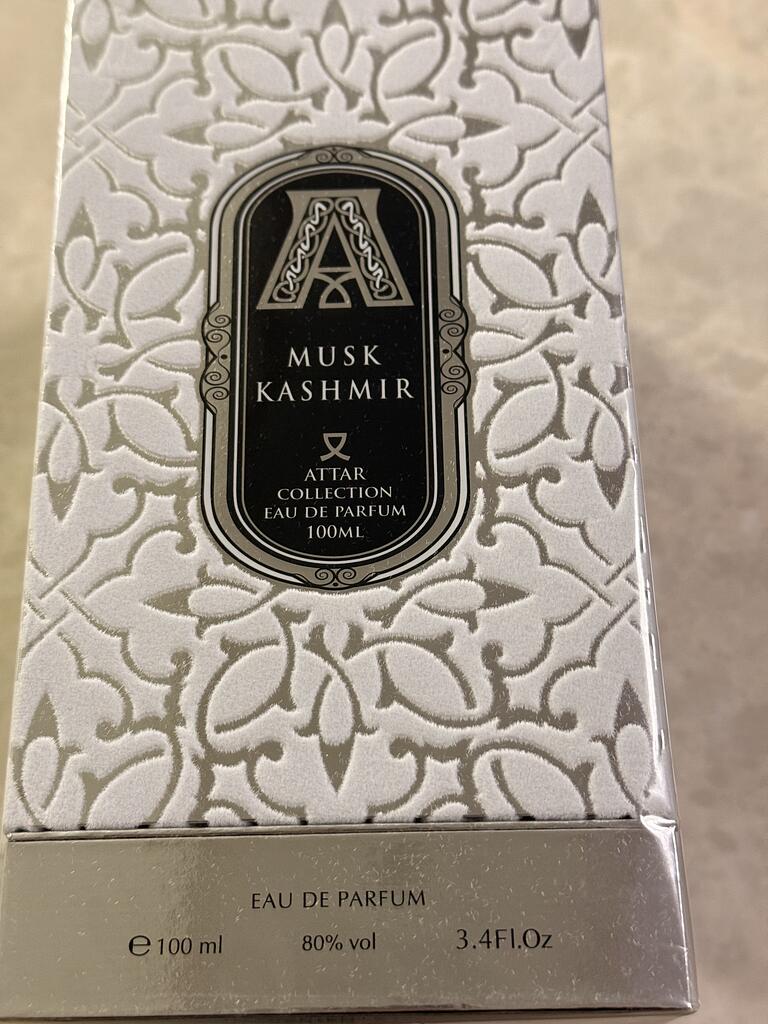 A
MUSK
KASHMIR
ATTAR
COLLECTION
EAU DE PARFUM
100ML
EAU DE PARFUM
℮ 100 ml 80% vol 3.4Fl.Oz